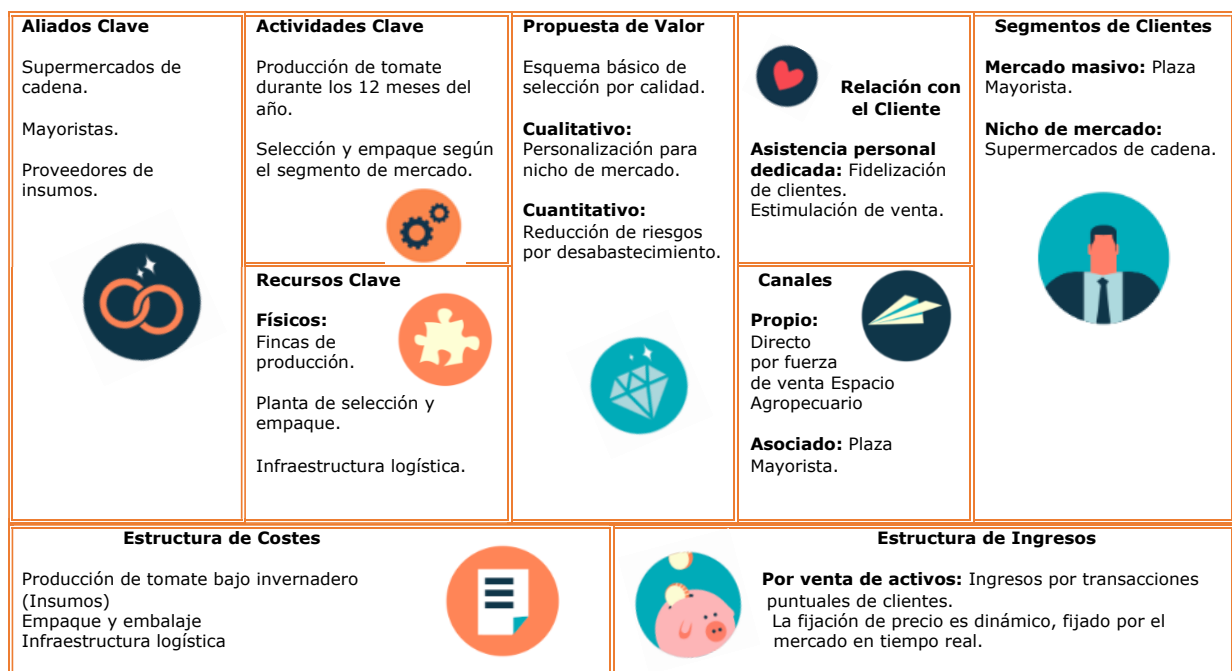 Aliados Clave
Supermercados de
cadena.
Mayoristas.
Proveedores de
insumos.
Actividades Clave
Producción de tomate
durante los 12 meses del
año.
Selección y empaque según
el segmento de mercado.
Recursos Clave
Físicos:
Fincas de
producción.
Planta de selección y
empaque.
Infraestructura logística.
Propuesta de Valor
Esquema básico de
selección por calidad.
Cualitativo:
Personalización para
nicho de mercado.
Cuantitativo:
Reducción de riesgos
por desabastecimiento.
Relación con
el Cliente
Asistencia personal
dedicada: Fidelización
de clientes.
Estimulación de venta.
Canales
Propio:
Directo
por fuerza
de venta Espacio
Agropecuario
Asociado: Plaza
Mayorista.
Segmentos de Clientes
Mercado masivo: Plaza
Mayorista.
Nicho de mercado:
Supermercados de cadena.
Estructura de Costes
Producción de tomate bajo invernadero
(Insumos)
Empaque y embalaje
Infraestructura logística
Estructura de Ingresos
Por venta de activos: Ingresos por transacciones
puntuales de clientes.
La fijación de precio es dinámico, fijado por el
mercado en tiempo real.